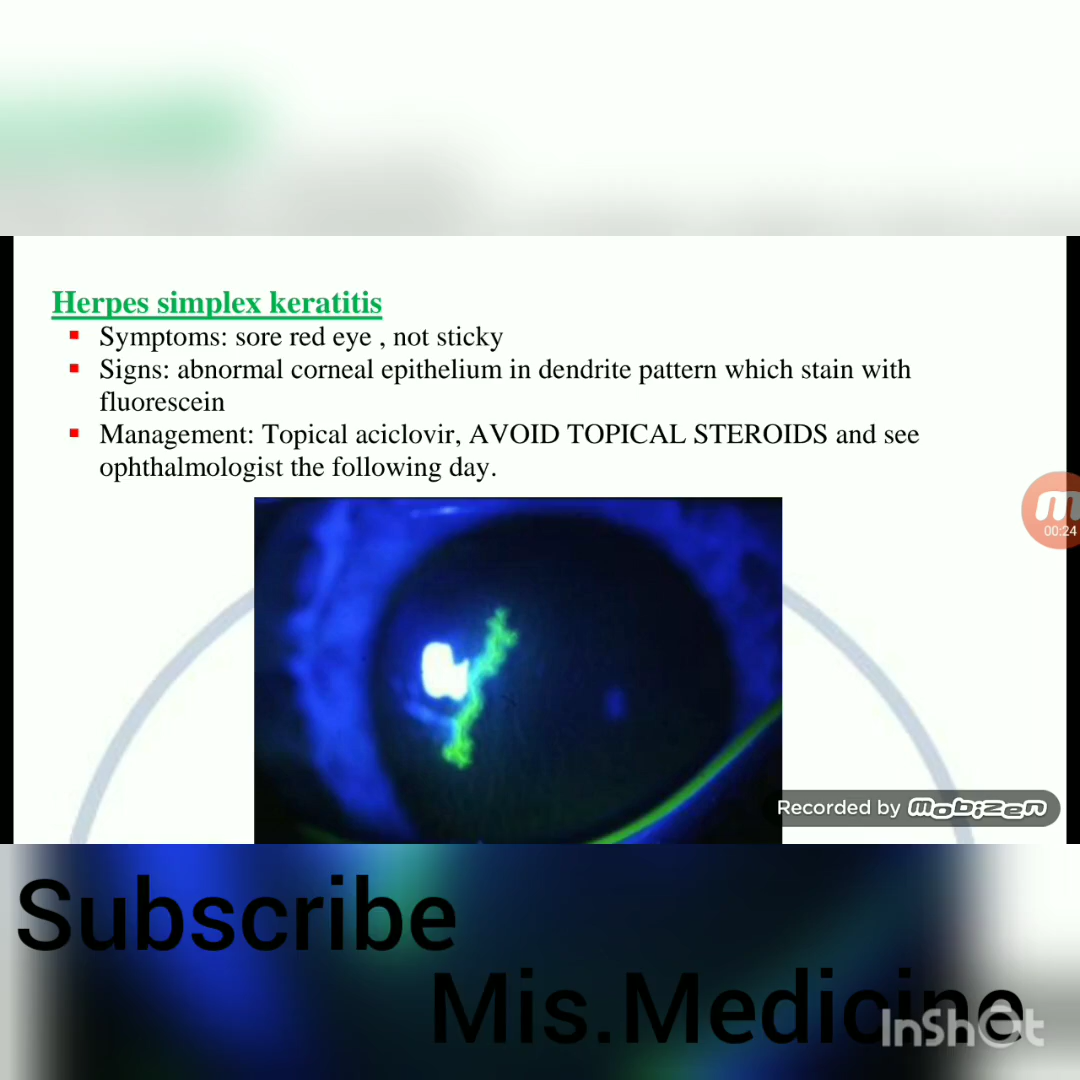 Herpes simplex keratitis
▪ Symptoms: sore red eye , not sticky
▪ Signs: abnormal corneal epithelium in dendrite pattern which stain with
fluorescein
▪ Management: Topical aciclovir, AVOID TOPICAL STEROIDS and see
ophthalmologist the following day.
m
00:24
Recorded by mobizen
Subscribe
Mis.Medicine
InShOt